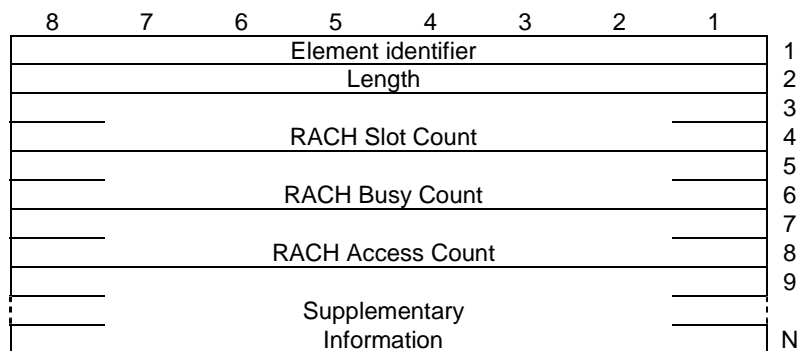 8 7 6 5 4 3 2 1
Element identifier 1
Length 2
3
RACH Slot Count 4
5
RACH Busy Count 6
7
RACH Access Count 8
9
Supplementary
Information N